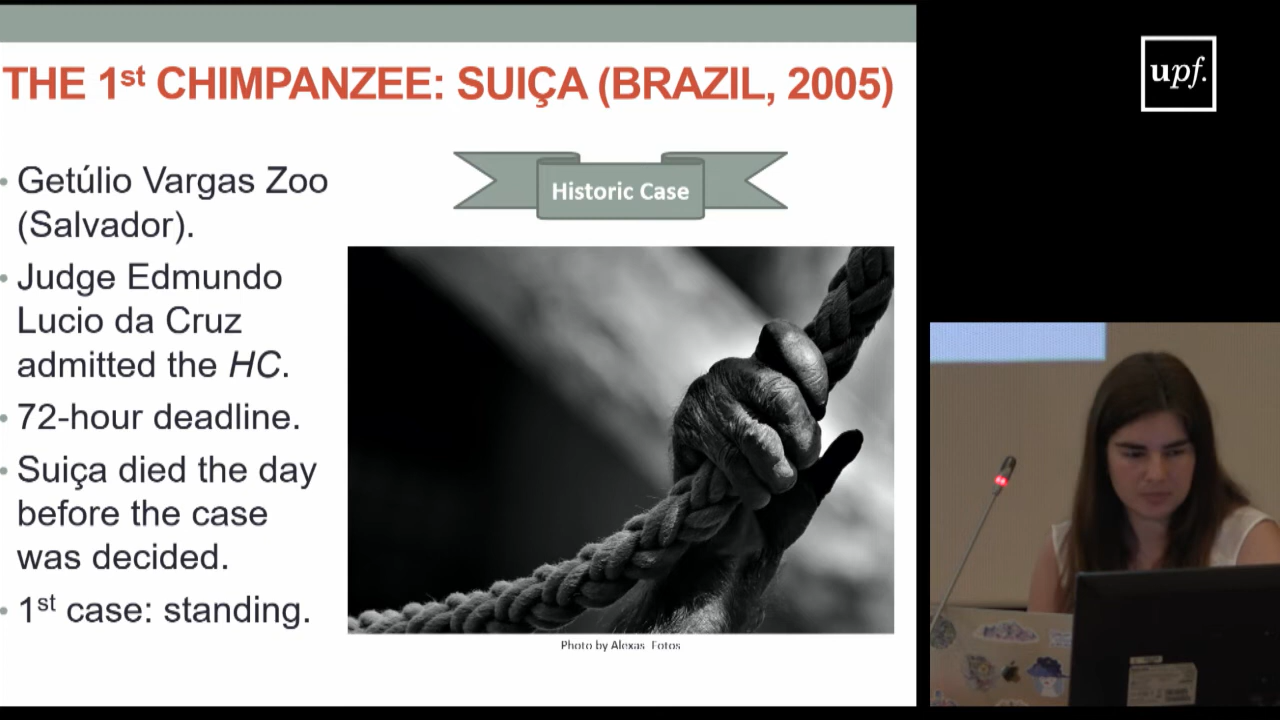 THE 1st CHIMPANZEE: SUIÇA (BRAZIL, 2005)
• Getúlio Vargas Zoo
(Salvador).
• Judge Edmundo
Lucio da Cruz
admitted the HC.
• 72-hour deadline.
• Suiça died the day
before the case
was decided.
• 1st case: standing.
Historic Case
Photo by Alexas_Fotos
upf.